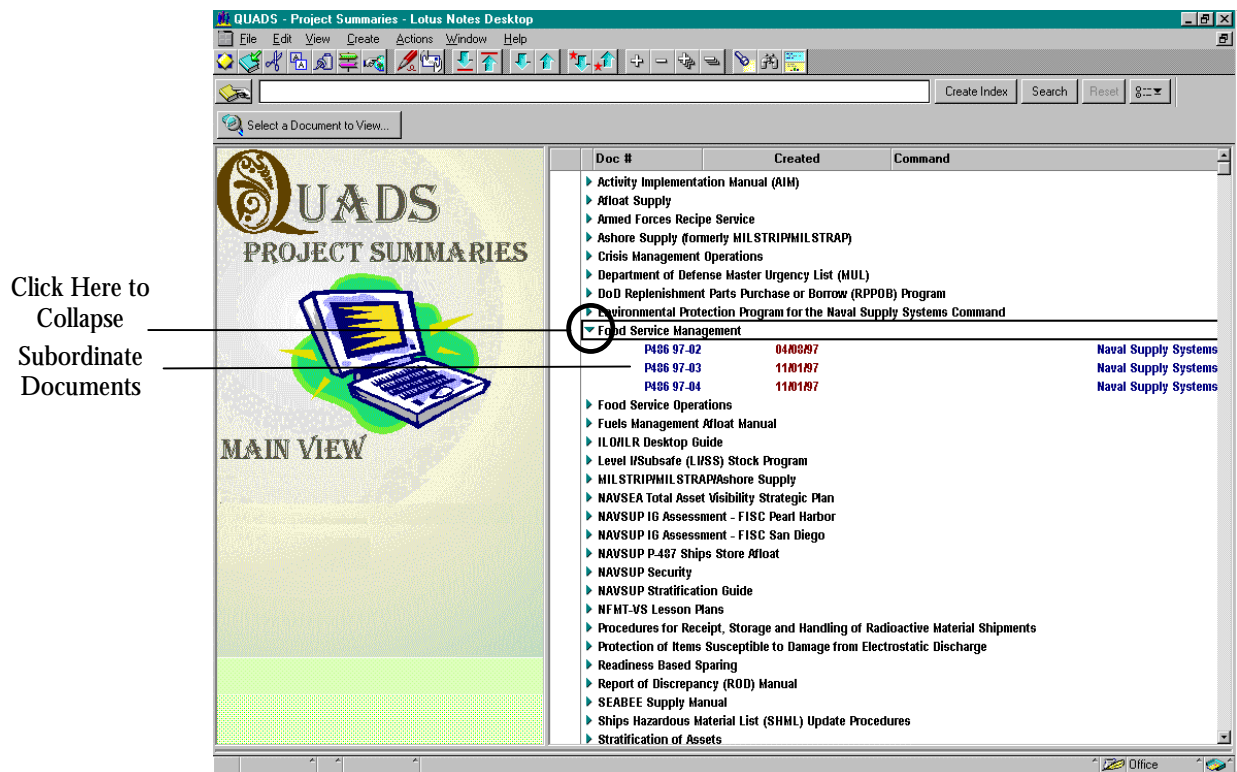 QUADS - Project Summaries - Lotus Notes Desktop
File Edit View Create Actions Window Help
Create Index Search Reset
Select a Document to View...
QUADS
PROJECT SUMMARIES
MAIN VIEW
Click Here to
Collapse
Subordinate
Documents
Doc # Created Command
Activity Implementation Manual (AIM)
Afloat Supply
Armed Forces Recipe Service
Ashore Supply (formerly MILSTRIP/MILSTRAP)
Crisis Management Operations
Department of Defense Master Urgency List (MUL)
DoD Replenishment Parts Purchase or Borrow (RPPOB) Program
Environmental Protection Program for the Naval Supply Systems Command
Food Service Management
P486 97-02 04/08/97 Naval Supply Systems
P486 97-03 11/01/97 Naval Supply Systems
P486 97-04 11/01/97 Naval Supply Systems
Food Service Operations
Fuels Management Afloat Manual
ILO/ILR Desktop Guide
Level I/Subsafe (LI/SS) Stock Program
MILSTRIP/MILSTRAP/Ashore Supply
NAVSEA Total Asset Visibility Strategic Plan
NAVSUP IG Assessment - FISC Pearl Harbor
NAVSUP IG Assessment - FISC San Diego
NAVSUP P-487 Ships Store Afloat
NAVSUP Security
NAVSUP Stratification Guide
NFMT-VS Lesson Plans
Procedures for Receipt, Storage and Handling of Radioactive Material Shipments
Protection of Items Susceptible to Damage from Electrostatic Discharge
Readiness Based Sparing
Report of Discrepancy (ROD) Manual
SEABEE Supply Manual
Ships Hazardous Material List (SHML) Update Procedures
Stratification of Assets
Office